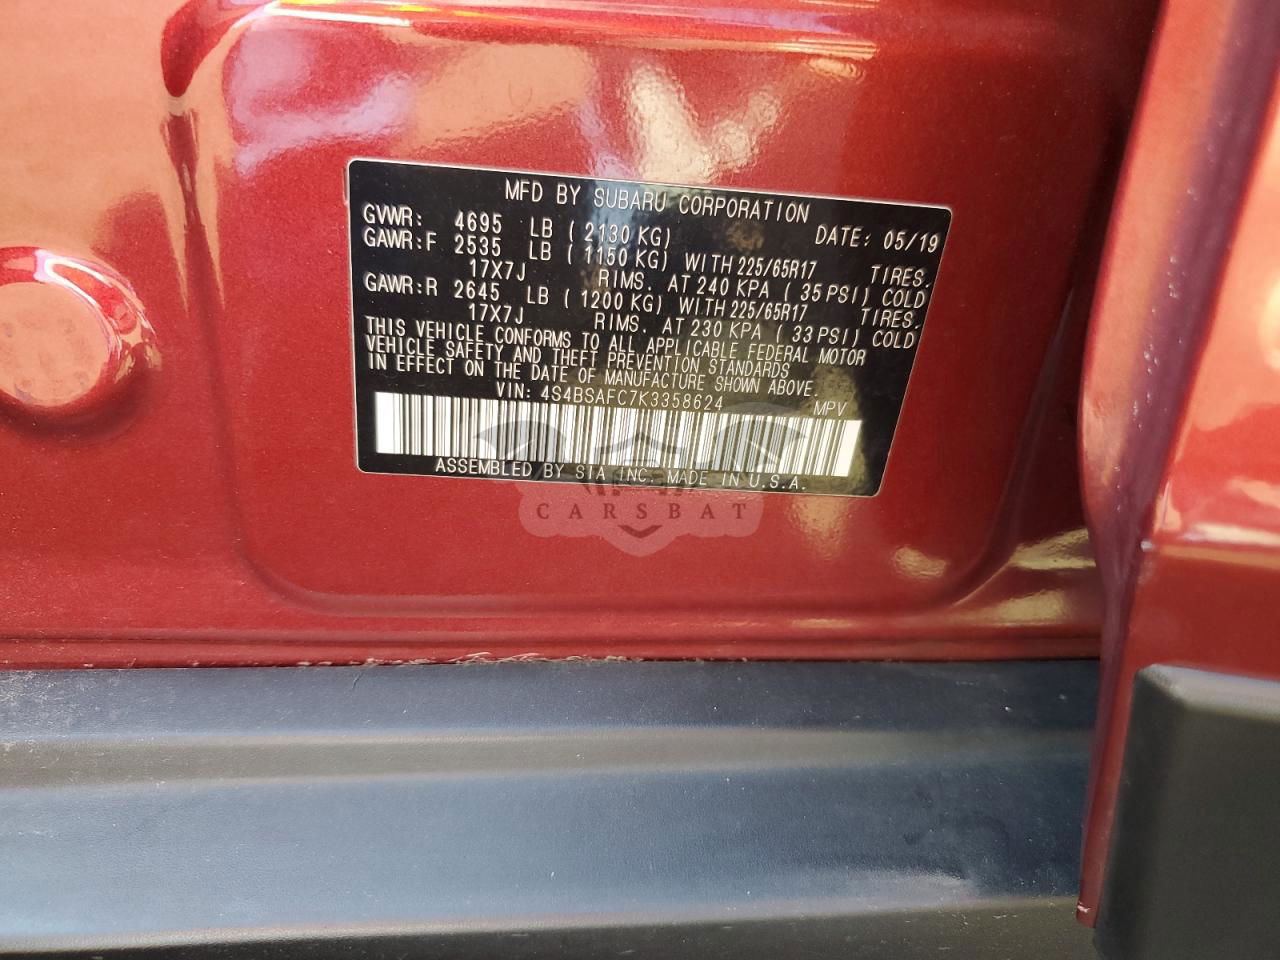 MFD BY SUBARU CORPORATION
GVWR: 4695 LB ( 2130 KG) DATE: 05/19
GAWR:F 2535 LB ( 1150 KG) WITH 225/65R17 TIRES.
17X7J RIMS. AT 240 KPA ( 35 PSI) COLD
GAWR:R 2645 LB ( 1200 KG) WITH 225/65R17 TIRES.
17X7J RIMS. AT 230 KPA ( 33 PSI) COLD
THIS VEHICLE CONFORMS TO ALL APPLICABLE FEDERAL MOTOR
VEHICLE SAFETY AND THEFT PREVENTION STANDARDS
IN EFFECT ON THE DATE OF MANUFACTURE SHOWN ABOVE.
VIN: 4S4BSAFC7K3358624 MPV
ASSEMBLED BY SIA INC. MADE IN U.S.A.
CARSBAT